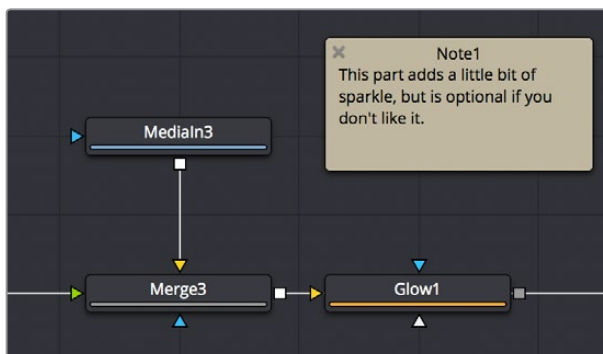 Note1
This part adds a little bit of
sparkle, but is optional if you
don't like it.
MediaIn3
Merge3
Glow1